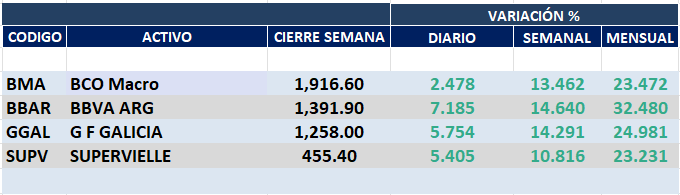 VARIACIÓN %
CODIGO ACTIVO CIERRE SEMANA DIARIO SEMANAL MENSUAL
BMA BCO Macro 1,916.60 2.478 13.462 23.472
BBAR BBVA ARG 1,391.90 7.185 14.640 32.480
GGAL G F GALICIA 1,258.00 5.754 14.291 24.981
SUPV SUPERVIELLE 455.40 5.405 10.816 23.231